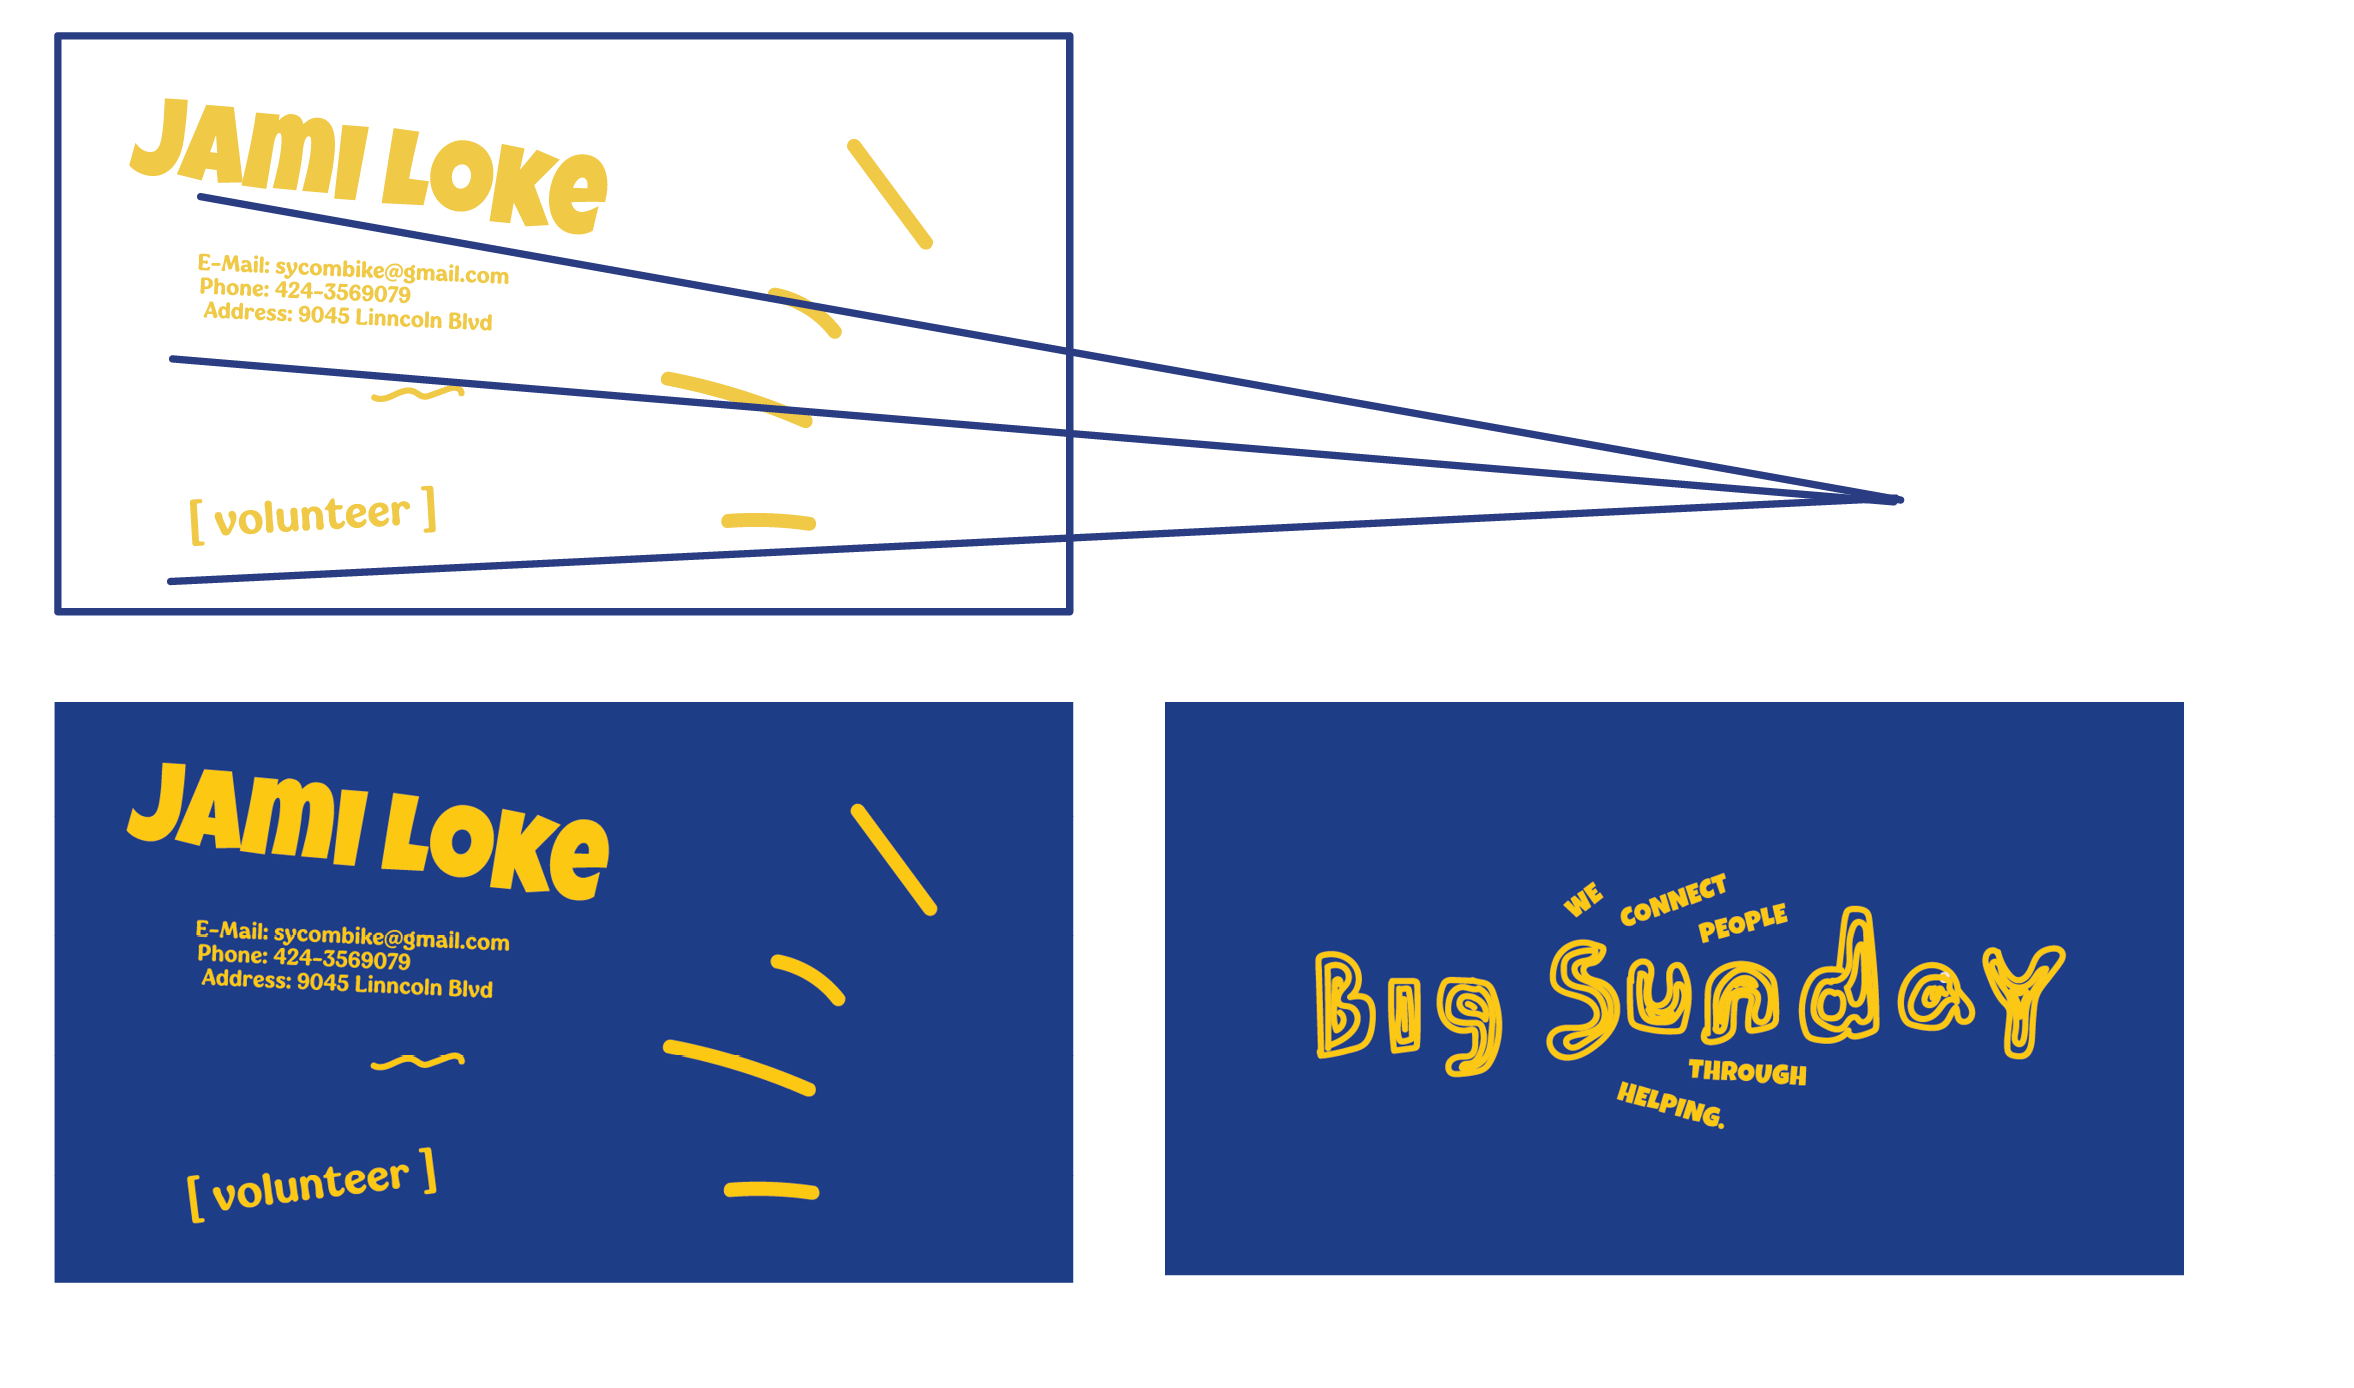 JAMI LOKe
E-Mail: sycombike@gmail.com
Phone: 424-3569079
Address: 9045 Linncoln Blvd
[ volunteer ]
JAMI LOKe
E-Mail: sycombike@gmail.com
Phone: 424-3569079
Address: 9045 Linncoln Blvd
[ volunteer ]
WE CONNECT
PEOPLE
BIg SundaY
THROUGH
HELPING.